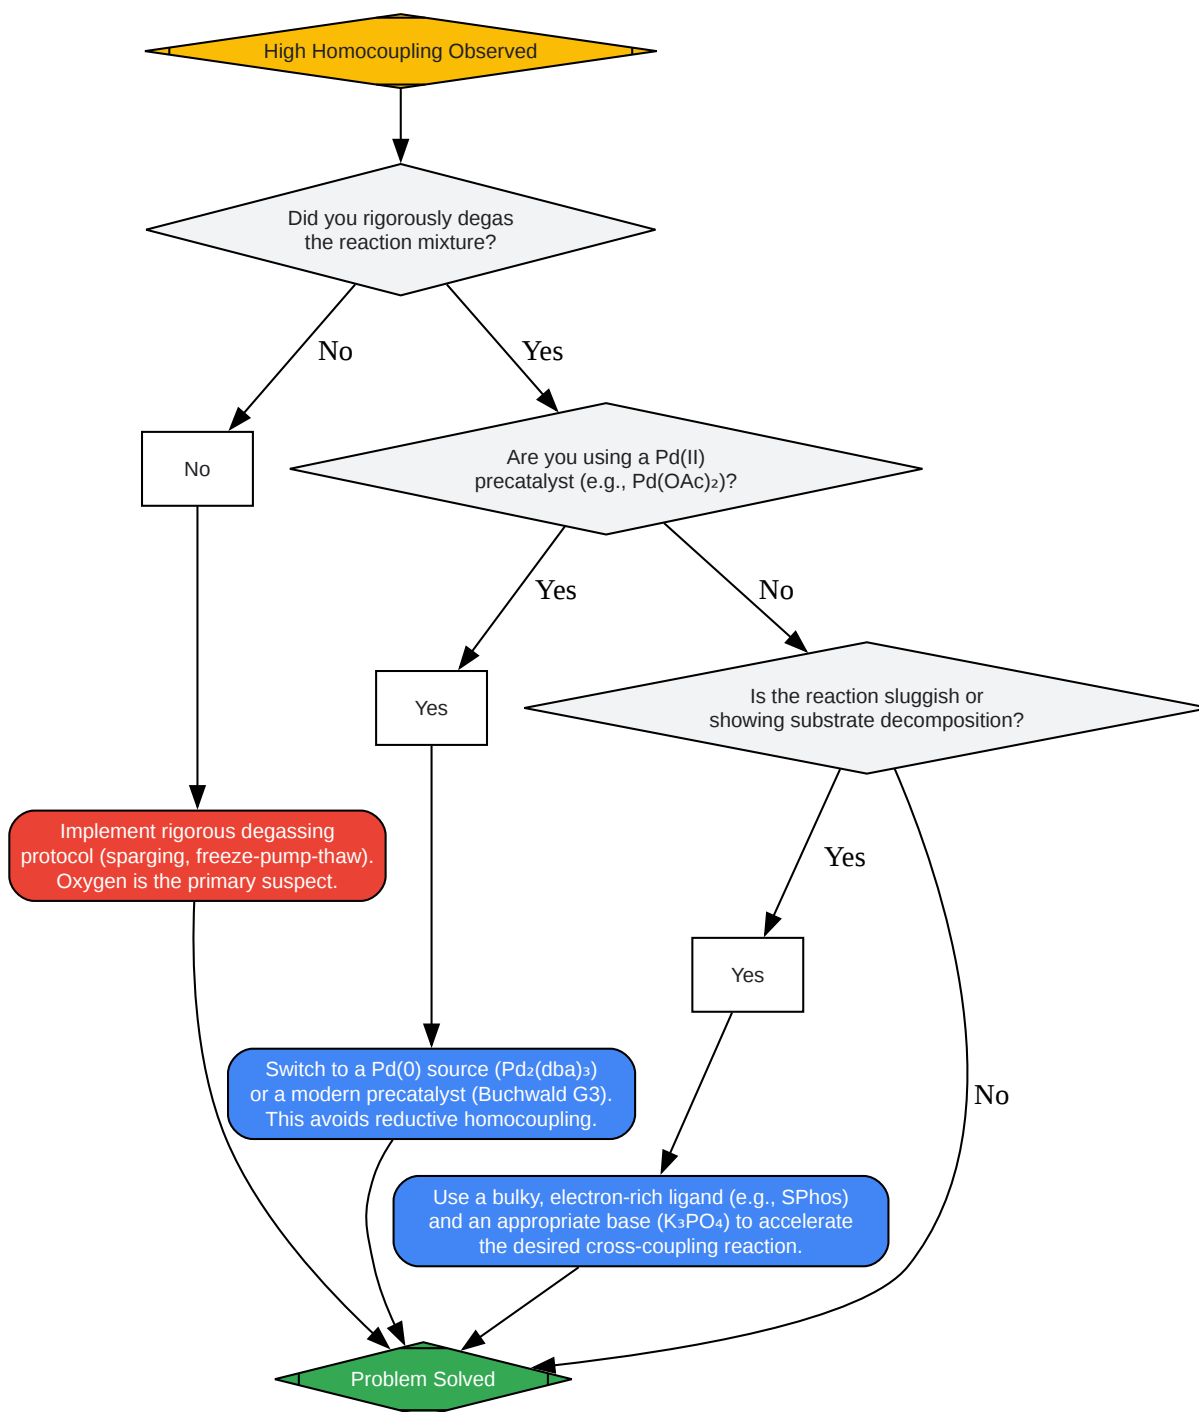 High Homocoupling Observed
Did you rigorously degas
the reaction mixture?
No
Yes
No
Are you using a Pd(II)
precatalyst (e.g., Pd(OAc)₂)?
Yes
No
Yes
Is the reaction sluggish or
showing substrate decomposition?
Implement rigorous degassing
protocol (sparging, freeze-pump-thaw).
Oxygen is the primary suspect.
Yes
No
Yes
Switch to a Pd(0) source (Pd₂(dba)₃)
or a modern precatalyst (Buchwald G3).
This avoids reductive homocoupling.
Use a bulky, electron-rich ligand (e.g., SPhos)
and an appropriate base (K₃PO₄) to accelerate
the desired cross-coupling reaction.
Problem Solved